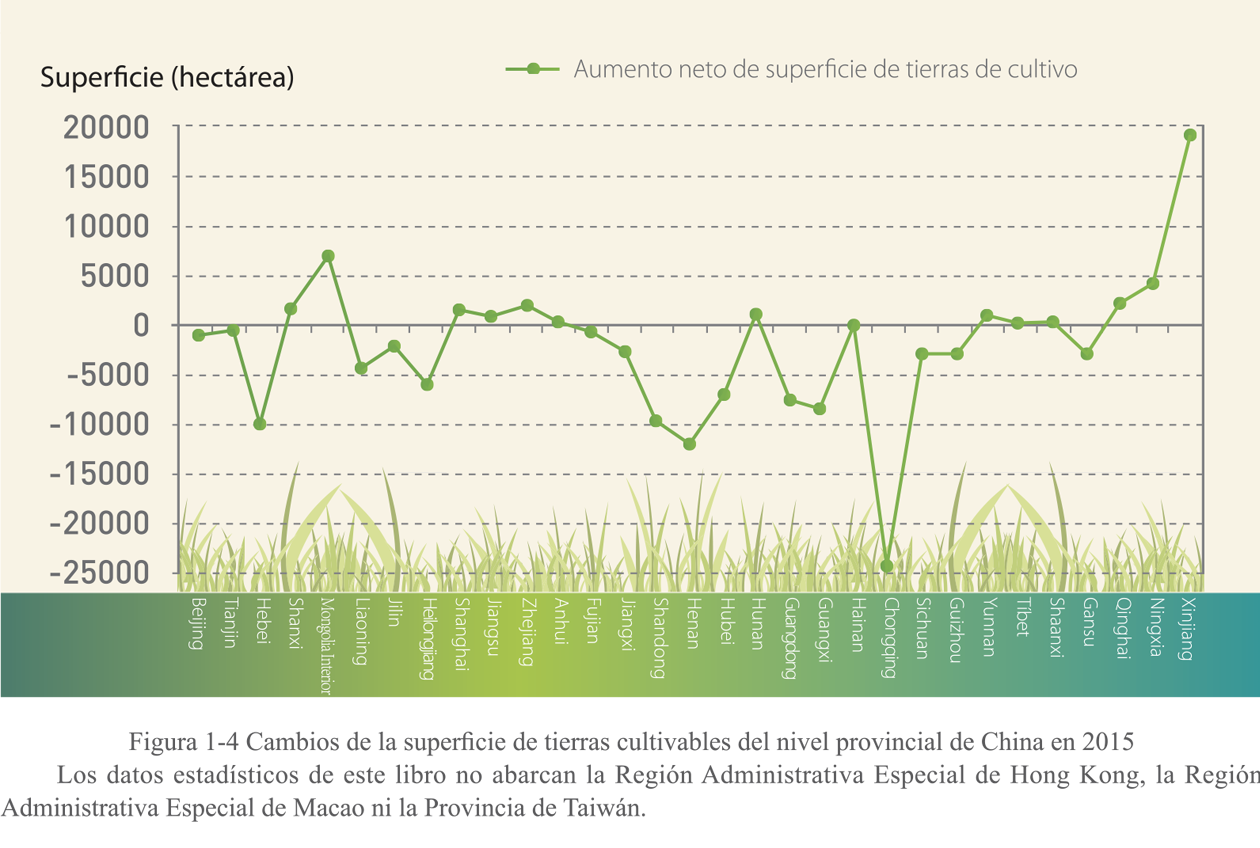 Superficie (hectárea)
Aumento neto de superficie de tierras de cultivo
20000
15000
10000
5000
0
-5000
-10000
-15000
-20000
-25000
Beijing
Tianjin
Hebei
Shanxi
Mongolia Interior
Liaoning
Jilin
Heilongjiang
Shanghai
Jiangsu
Zhejiang
Anhui
Fujian
Jiangxi
Shandong
Henan
Hubei
Hunan
Guangdong
Guangxi
Hainan
Chongqing
Sichuan
Guizhou
Yunnan
Tíbet
Shaanxi
Gansu
Qinghai
Ningxia
Xinjiang
Figura 1-4 Cambios de la superficie de tierras cultivables del nivel provincial de China en 2015
Los datos estadísticos de este libro no abarcan la Región Administrativa Especial de Hong Kong, la Región
Administrativa Especial de Macao ni la Provincia de Taiwán.